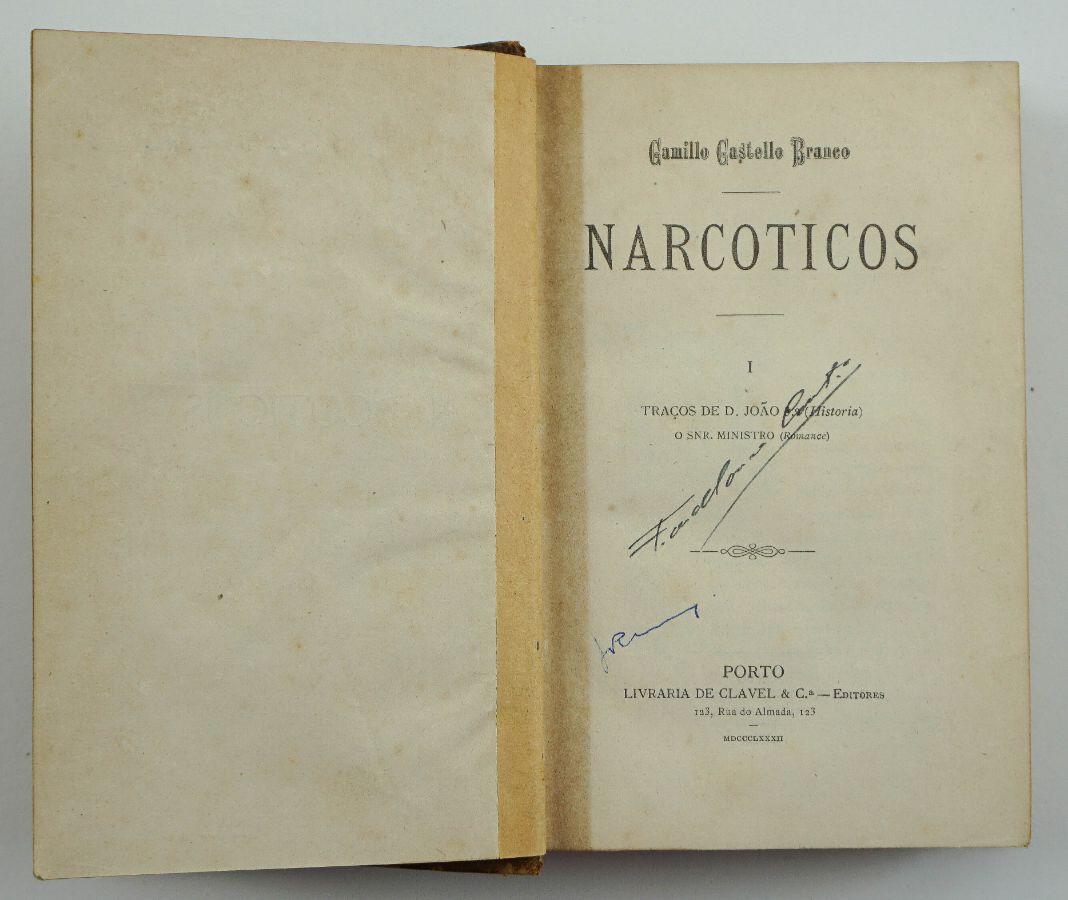 Camillo Castello Branco
NARCOTICOS
I
TRAÇOS DE D. JOÃO (Historia)
O SNR. MINISTRO (Romance)
PORTO
LIVRARIA DE CLAVEL & C.ª — EDITORES
123, Rua do Almada, 123
MDCCCLXXXII